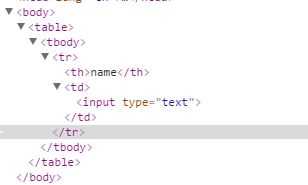 <body>
<table>
<tbody>
<tr>
<th>name</th>
<td>
<input type="text">
</td>
</tr>
</tbody>
</table>
</body>